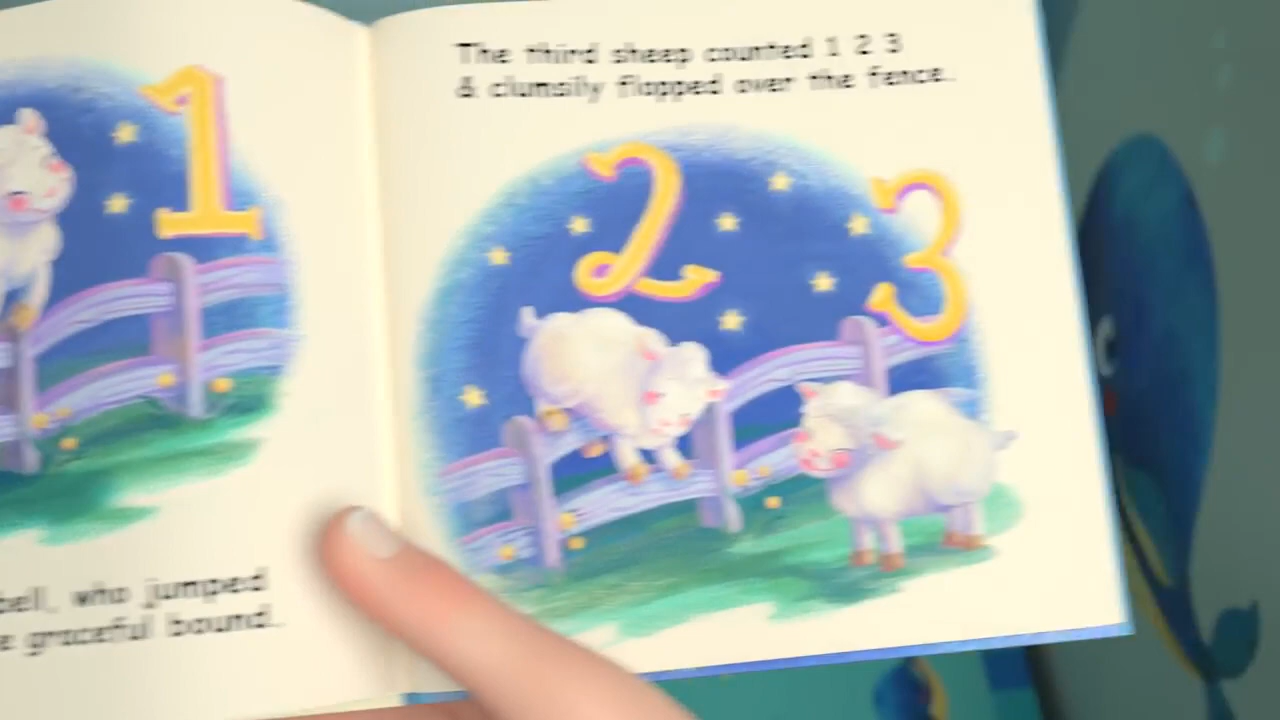 1
bell, who jumped
graceful bound.
The third sheep counted 1 2 3
& clumsily flopped over the fence.
2 3